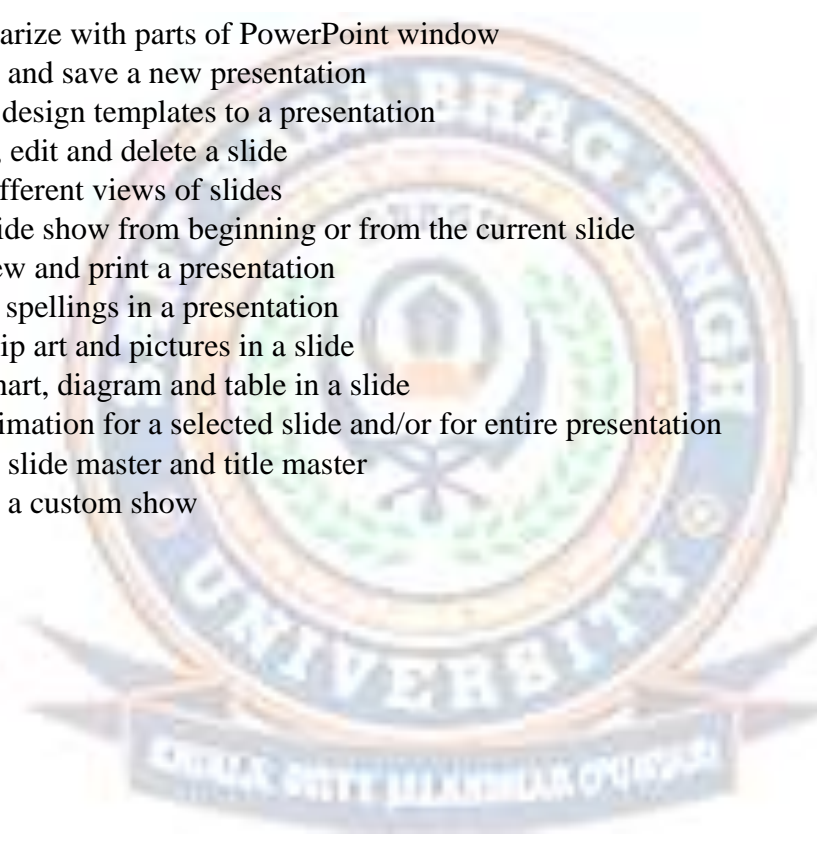 arize with parts of PowerPoint window
and save a new presentation
design templates to a presentation
, edit and delete a slide
fferent views of slides
ide show from beginning or from the current slide
ew and print a presentation
spellings in a presentation
ip art and pictures in a slide
hart, diagram and table in a slide
imation for a selected slide and/or for entire presentation
slide master and title master
a custom show
BHAG SINGH
UNIVERSITY